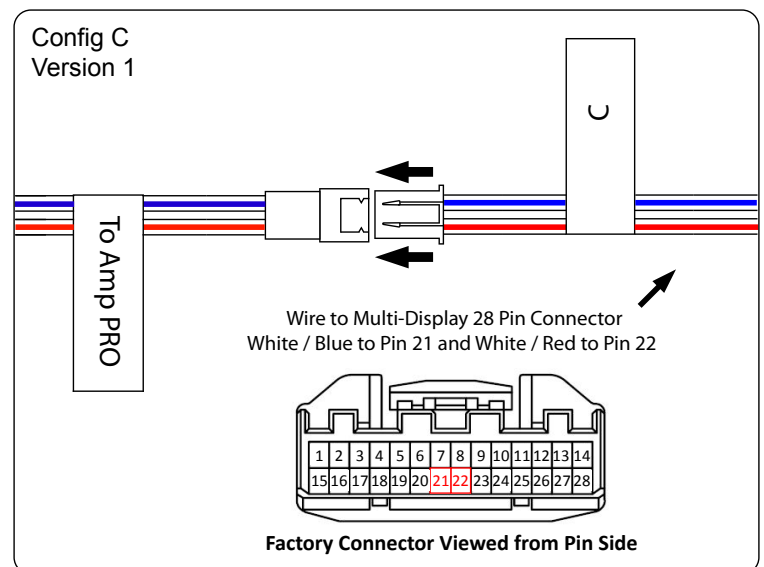 Config C
Version 1
C
To Amp PRO
Wire to Multi-Display 28 Pin Connector
White / Blue to Pin 21 and White / Red to Pin 22
1 2 3 4 5 6 7 8 9 10 11 12 13 14
15 16 17 18 19 20 21 22 23 24 25 26 27 28
Factory Connector Viewed from Pin Side